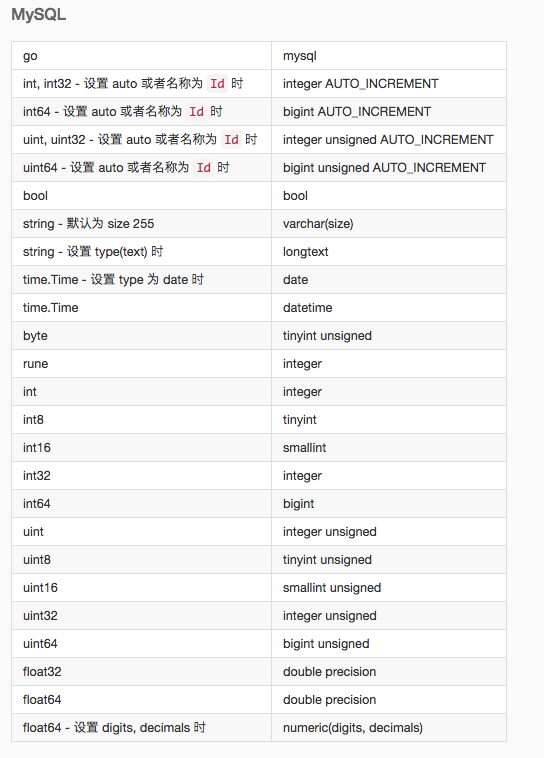 MySQL
go mysql
int, int32 - 设置 auto 或者名称为 Id 时 integer AUTO_INCREMENT
int64 - 设置 auto 或者名称为 Id 时 bigint AUTO_INCREMENT
uint, uint32 - 设置 auto 或者名称为 Id 时 integer unsigned AUTO_INCREMENT
uint64 - 设置 auto 或者名称为 Id 时 bigint unsigned AUTO_INCREMENT
bool bool
string - 默认为 size 255 varchar(size)
string - 设置 type(text) 时 longtext
time.Time - 设置 type 为 date 时 date
time.Time datetime
byte tinyint unsigned
rune integer
int integer
int8 tinyint
int16 smallint
int32 integer
int64 bigint
uint integer unsigned
uint8 tinyint unsigned
uint16 smallint unsigned
uint32 integer unsigned
uint64 bigint unsigned
float32 double precision
float64 double precision
float64 - 设置 digits, decimals 时 numeric(digits, decimals)